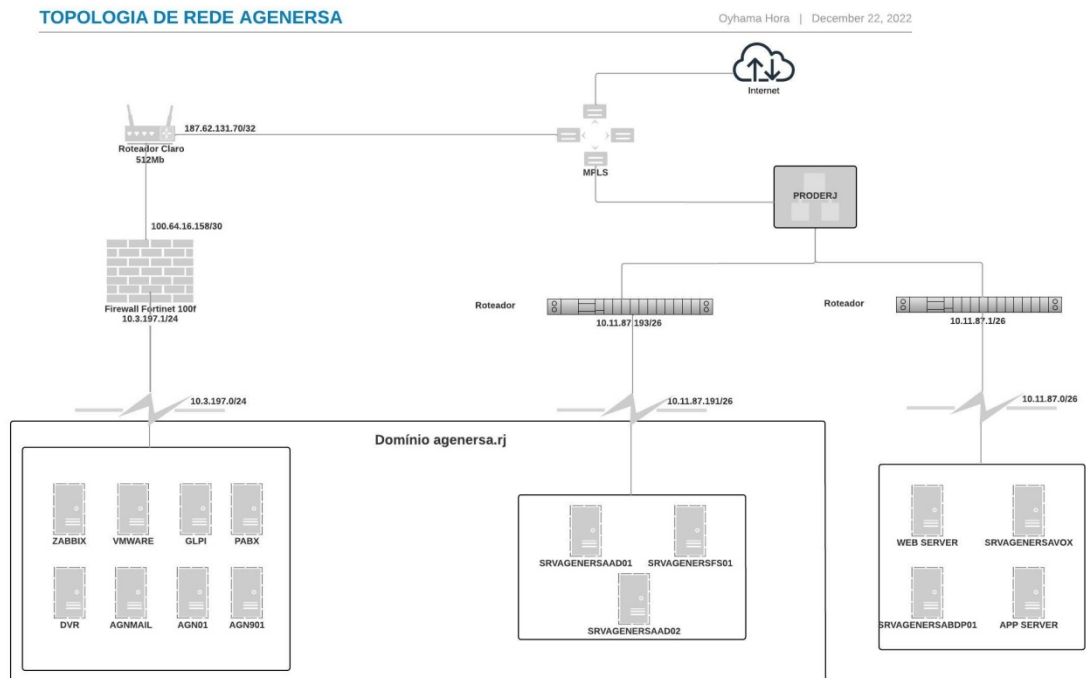 TOPOLOGIA DE REDE AGENERSA
Oyhama Hora | December 22, 2022
Internet
187.62.131.70/32
Roteador Claro
512Mb
MPLS
PRODERJ
100.64.16.158/30
Firewall Fortinet 100f
10.3.197.1/24
Roteador
10.11.87.193/26
Roteador
10.11.87.1/26
10.3.197.0/24
10.11.87.191/26
10.11.87.0/26
Domínio agenersa.rj
ZABBIX
VMWARE
GLPI
PABX
DVR
AGNMAIL
AGN01
AGN901
SRVAGENERSAAD01
SRVAGENERSFS01
SRVAGENERSAAD02
WEB SERVER
SRVAGENERSAVOX
SRVAGENERSABDP01
APP SERVER